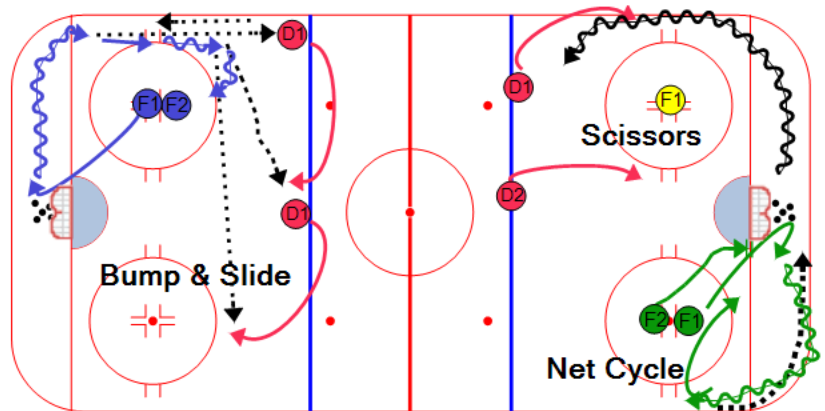 D1
D1
F1
F2
F1
Scissors
D2
D1
Bump & Slide
F2
F1
Net Cycle